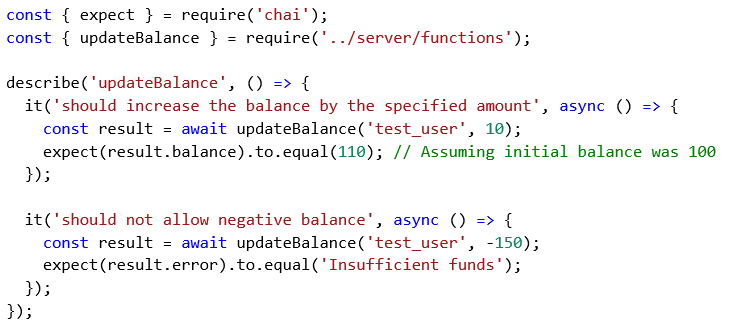 const { expect } = require('chai');
const { updateBalance } = require('../server/functions');

describe('updateBalance', () => {
  it('should increase the balance by the specified amount', async () => {
    const result = await updateBalance('test_user', 10);
    expect(result.balance).to.equal(110); // Assuming initial balance was 100
  });

  it('should not allow negative balance', async () => {
    const result = await updateBalance('test_user', -150);
    expect(result.error).to.equal('Insufficient funds');
  });
});